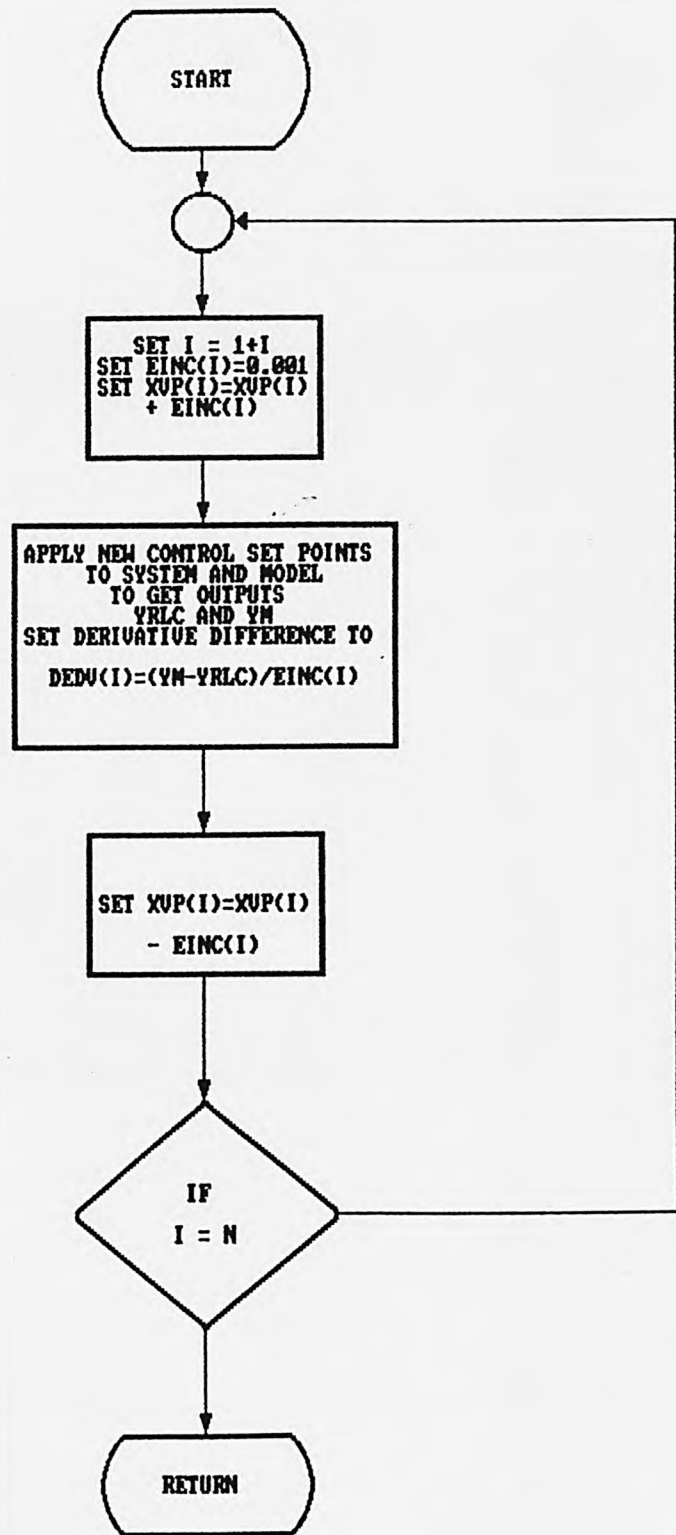 START
SET I = 1+I
SET EINC(I)=0.001
SET XVP(I)=XVP(I)
+ EINC(I)
APPLY NEW CONTROL SET POINTS
TO SYSTEM AND MODEL
TO GET OUTPUTS
YRLC AND YM
SET DERIVATIVE DIFFERENCE TO
DEDV(I)=(YM-YRLC)/EINC(I)
SET XVP(I)=XVP(I)
- EINC(I)
IF
I = N
RETURN